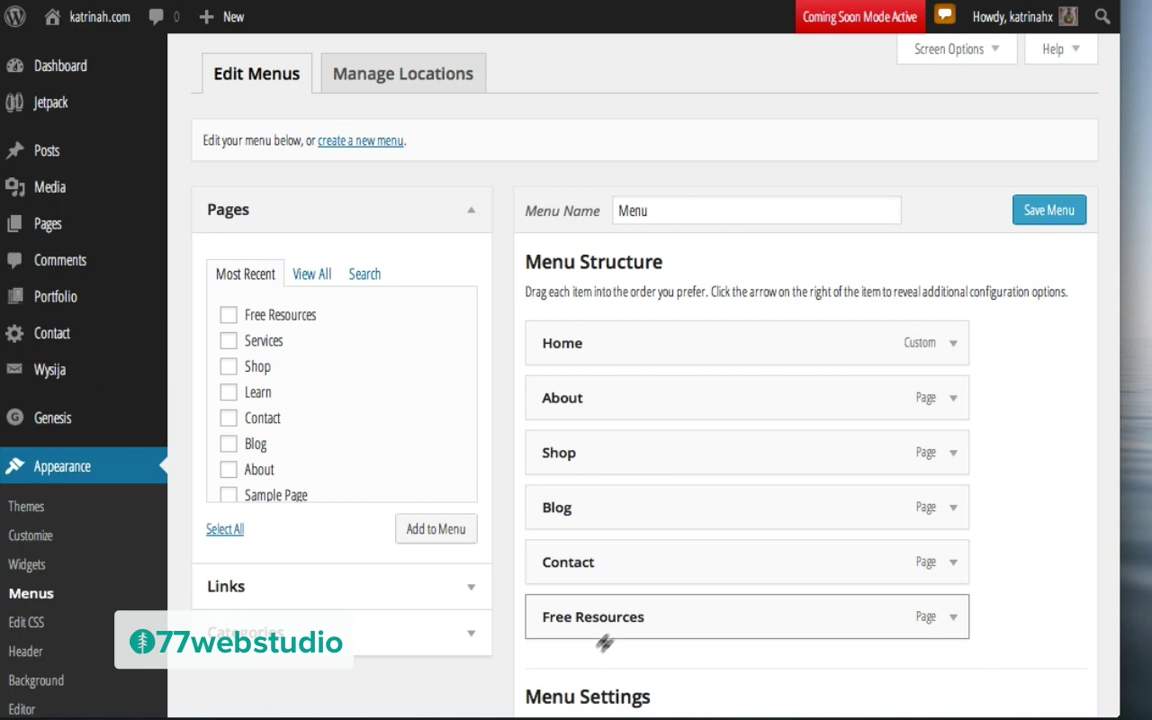 katrinah.com 0 New Coming Soon Mode Active Howdy, katrinahx
Screen Options Help
Dashboard
Jetpack
Posts
Media
Pages
Comments
Portfolio
Contact
Wysija
Genesis
Appearance
Themes
Customize
Widgets
Menus
Edit CSS
Header
Background
Editor
Edit Menus Manage Locations
Edit your menu below, or create a new menu.
Pages
Most Recent View All Search
Free Resources
Services
Shop
Learn
Contact
Blog
About
Sample Page
Select All Add to Menu
Links
Categories
77webstudio
Menu Name Menu Save Menu
Menu Structure
Drag each item into the order you prefer. Click the arrow on the right of the item to reveal additional configuration options.
Home Custom
About Page
Shop Page
Blog Page
Contact Page
Free Resources Page
Menu Settings